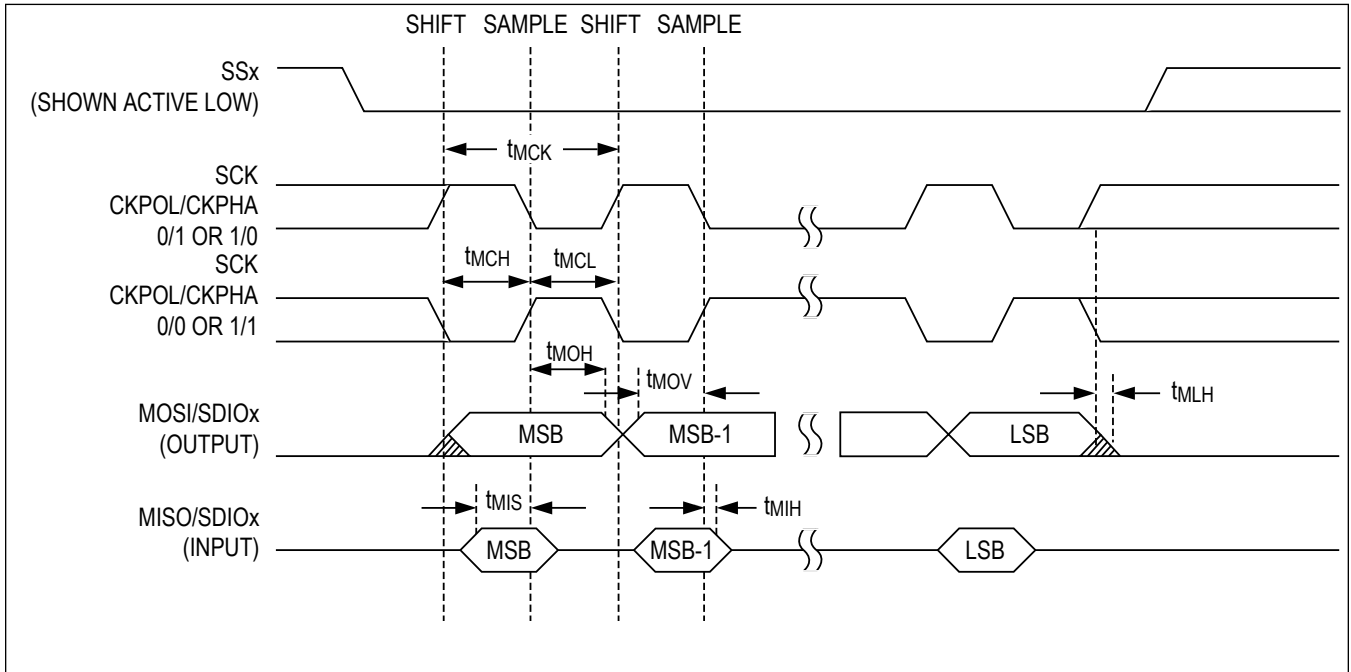 SHIFT SAMPLE SHIFT SAMPLE
SSx
(SHOWN ACTIVE LOW)
tMCK
SCK
CKPOL/CKPHA
0/1 OR 1/0
SCK
CKPOL/CKPHA
0/0 OR 1/1
tMCH tMCL
tMOH
tMOV
tMLH
MOSI/SDIOx
(OUTPUT)
MSB MSB-1 LSB
tMIS
tMIH
MISO/SDIOx
(INPUT)
MSB MSB-1 LSB